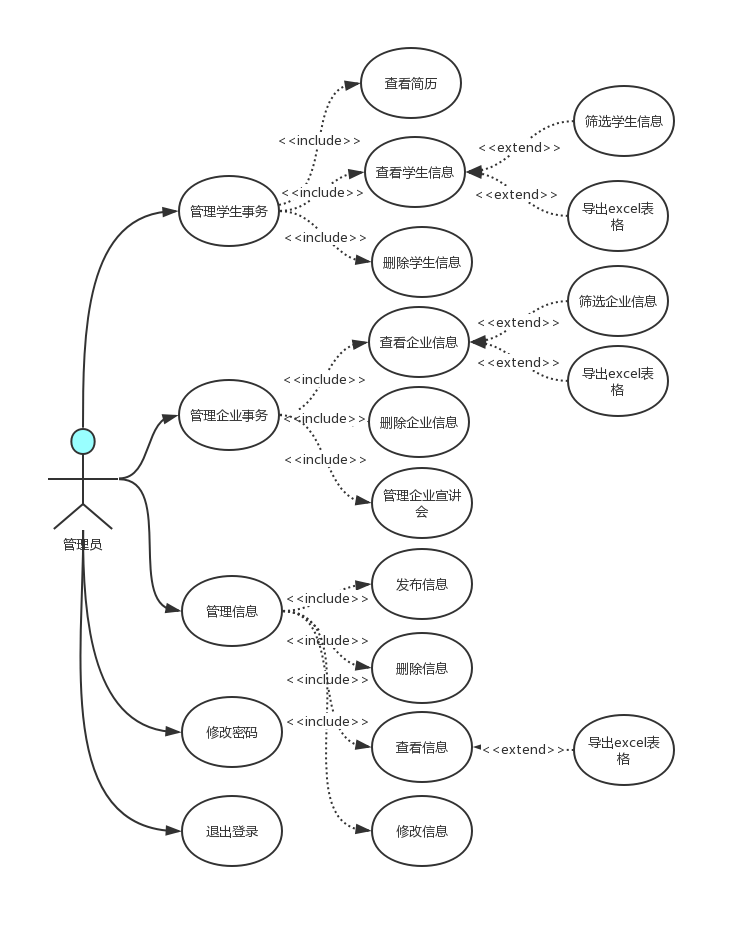 查看简历
<<include>>
筛选学生信息
<<extend>>
查看学生信息
<<include>>
<<extend>>
管理学生事务
导出excel表
格
<<include>>
删除学生信息
筛选企业信息
<<extend>>
查看企业信息
<<extend>>
<<include>>
导出excel表
格
管理企业事务
<<include>>
删除企业信息
<<include>>
管理企业宣讲
会
管理员
发布信息
<<include>>
管理信息
<<include>>
删除信息
<<include>>
<<include>>
修改密码
查看信息
<<extend>>
导出excel表
格
退出登录
修改信息